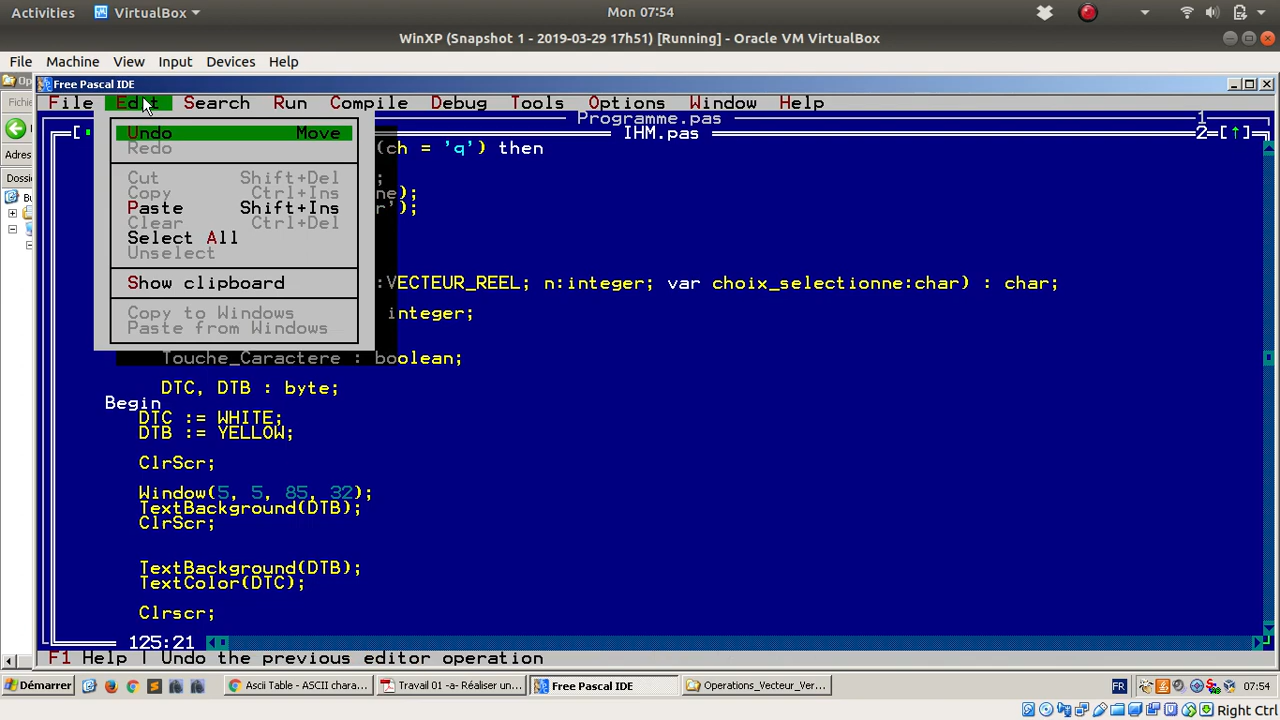 Activities VirtualBox Mon 07:54
WinXP (Snapshot 1 - 2019-03-29 17h51) [Running] - Oracle VM VirtualBox
File Machine View Input Devices Help
Free Pascal IDE
File Edit Search Run Compile Debug Tools Options Window Help
Programme.pas 1
IHM.pas 2
Undo Move
Redo
Cut Shift+Del
Copy Ctrl+Ins
Paste Shift+Ins
Clear Ctrl+Del
Select All
Unselect
Show clipboard
Copy to Windows
Paste from Windows
(ch = 'q') then
;
ne);
r');
:VECTEUR_REEL; n:integer; var choix_selectionne:char) : char;
integer;
Touche_Caractere : boolean;
DTC, DTB : byte;
Begin
DTC := WHITE;
DTB := YELLOW;
ClrScr;
Window(5, 5, 85, 32);
TextBackground(DTB);
ClrScr;
TextBackground(DTB);
TextColor(DTC);
Clrscr;
125:21
F1 Help | Undo the previous editor operation
Fichie
Adres
Dossie
Démarrer Ascii Table - ASCII chara... Travail 01 -a- Réaliser un... Free Pascal IDE Operations_Vecteur_Ver... FR 07:54
Right Ctrl